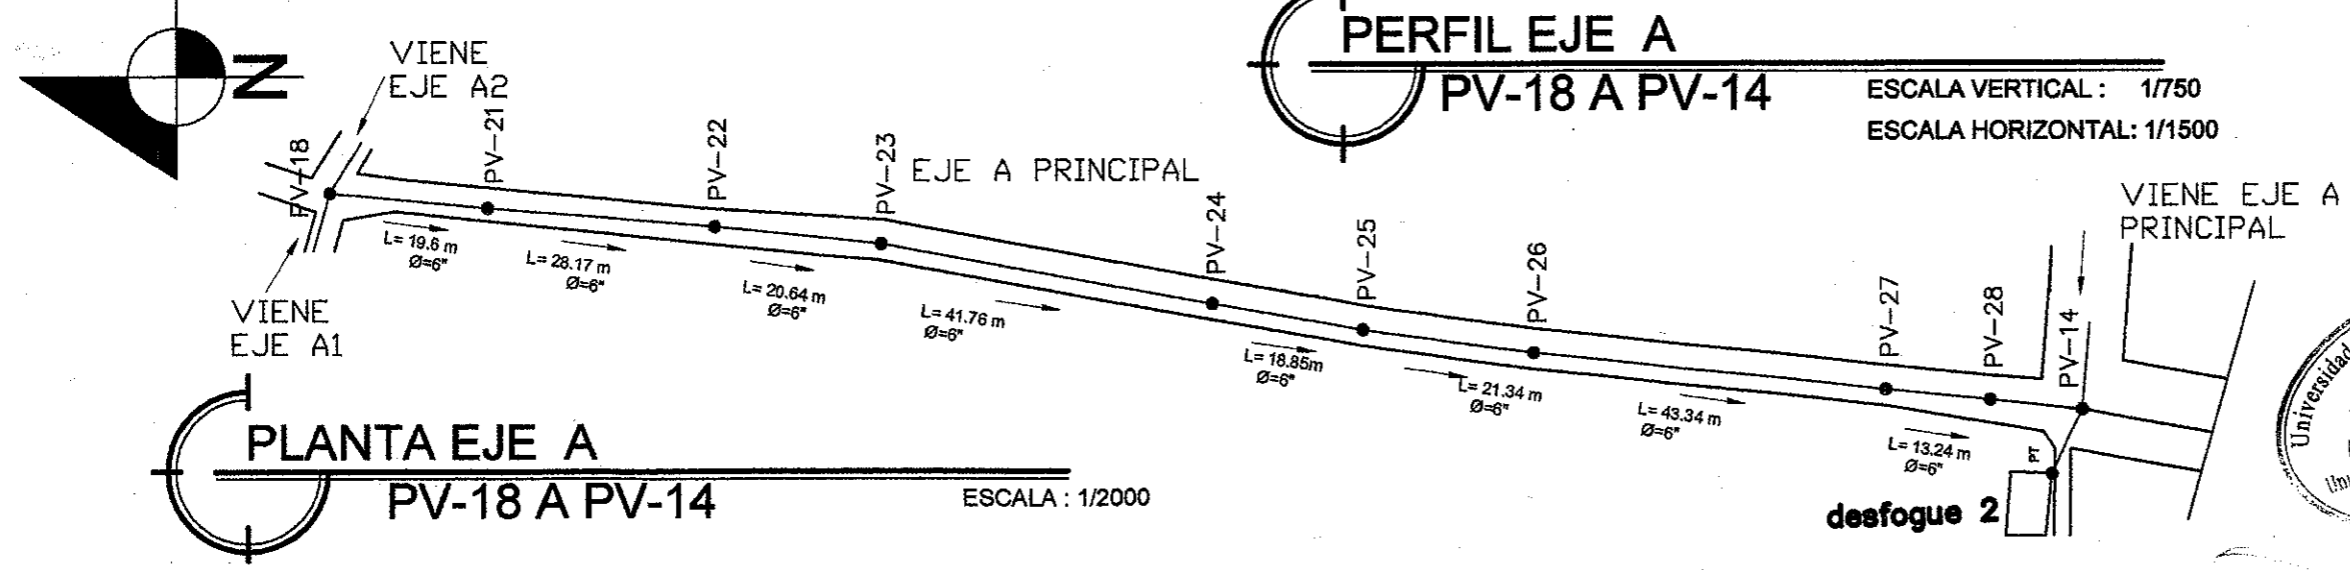 PERFIL EJE A
PV-18 A PV-14
ESCALA VERTICAL : 1/750
ESCALA HORIZONTAL: 1/1500
N
VIENE
EJE A2
PV-18
PV-21
PV-22
PV-23
EJE A PRINCIPAL
PV-24
PV-25
PV-26
PV-27
PV-28
PV-14
VIENE EJE A
PRINCIPAL
L= 19.6 m
Ø=6"
L= 28.17 m
Ø=6"
L= 20.64 m
Ø=6"
L= 41.76 m
Ø=6"
L= 18.85m
Ø=6"
L= 21.34 m
Ø=6"
L= 43.34 m
Ø=6"
L= 13.24 m
Ø=6"
VIENE
EJE A1
PT
desfogue 2
PLANTA EJE A
PV-18 A PV-14
ESCALA : 1/2000
Universidad